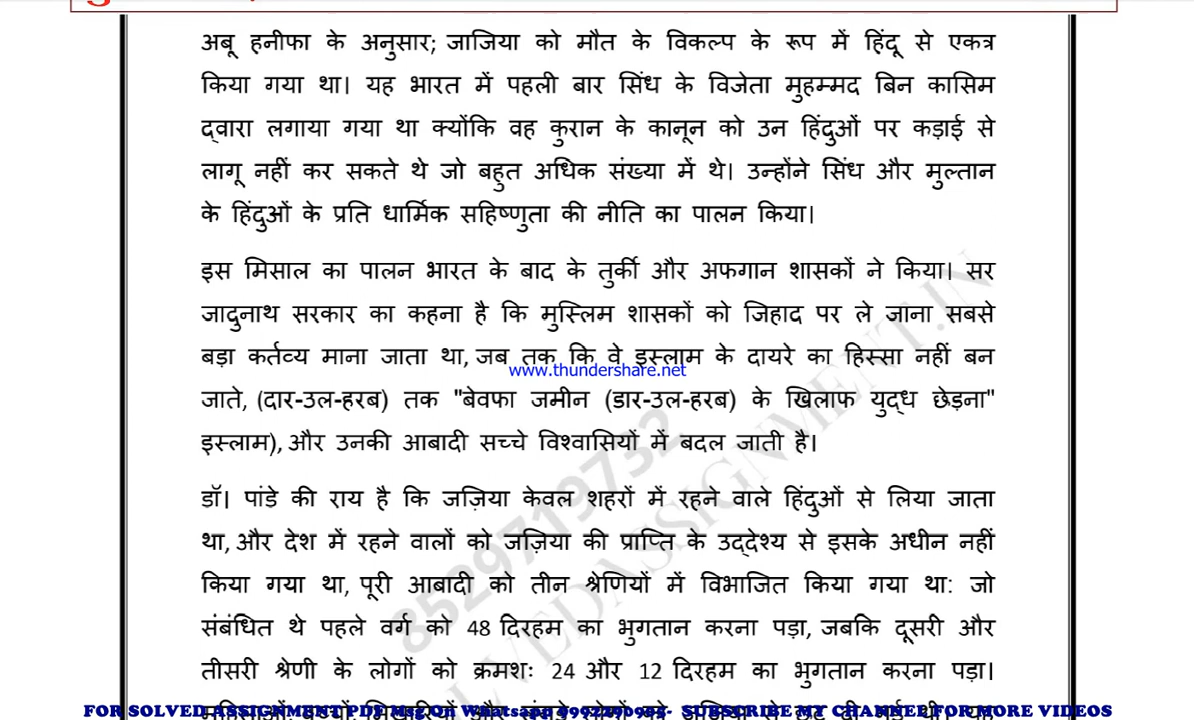 अबू हनीफा के अनुसार; जाजिया को मौत के विकल्प के रूप में हिंदू से एकत्र
किया गया था। यह भारत में पहली बार सिंध के विजेता मुहम्मद बिन कासिम
द्वारा लगाया गया था क्योंकि वह कुरान के कानून को उन हिंदुओं पर कड़ाई से
लागू नहीं कर सकते थे जो बहुत अधिक संख्या में थे। उन्होंने सिंध और मुल्तान
के हिंदुओं के प्रति धार्मिक सहिष्णुता की नीति का पालन किया।
इस मिसाल का पालन भारत के बाद के तुर्की और अफगान शासकों ने किया। सर
जादुनाथ सरकार का कहना है कि मुस्लिम शासकों को जिहाद पर ले जाना सबसे
बड़ा कर्तव्य माना जाता था, जब तक कि वे इस्लाम के दायरे का हिस्सा नहीं बन
www.thundershare.net
जाते, (दार-उल-हरब) तक "बेवफा जमीन (डार-उल-हरब) के खिलाफ युद्ध छेड़ना"
इस्लाम), और उनकी आबादी सच्चे विश्वासियों में बदल जाती है।
डॉ। पांडे की राय है कि जज़िया केवल शहरों में रहने वाले हिंदुओं से लिया जाता
था, और देश में रहने वालों को जज़िया की प्राप्ति के उद्देश्य से इसके अधीन नहीं
किया गया था, पूरी आबादी को तीन श्रेणियों में विभाजित किया गया था: जो
संबंधित थे पहले वर्ग को 48 दिरहम का भुगतान करना पड़ा, जबकि दूसरी और
तीसरी श्रेणी के लोगों को क्रमशः 24 और 12 दिरहम का भुगतान करना पड़ा।
8529719732
FOR SOLVED ASSIGNMENT PDF Msg On Whatsapp SUBSCRIBE MY CHANNEL FOR MORE VIDEOS